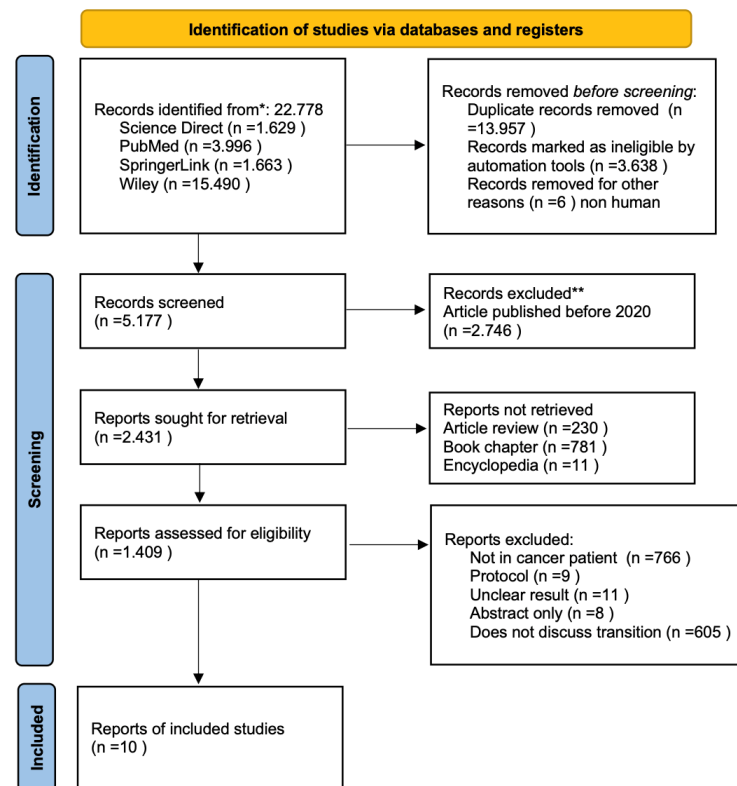 Identification of studies via databases and registers
Identification
Records identified from*: 22.778
Science Direct (n =1.629 )
PubMed (n =3.996 )
SpringerLink (n =1.663 )
Wiley (n =15.490 )
Records removed before screening:
Duplicate records removed (n
=13.957 )
Records marked as ineligible by
automation tools (n =3.638 )
Records removed for other
reasons (n =6 ) non human
Screening
Records screened
(n =5.177 )
Records excluded**
Article published before 2020
(n =2.746 )
Reports sought for retrieval
(n =2.431 )
Reports not retrieved
Article review (n =230 )
Book chapter (n =781 )
Encyclopedia (n =11 )
Reports assessed for eligibility
(n =1.409 )
Reports excluded:
Not in cancer patient (n =766 )
Protocol (n =9 )
Unclear result (n =11 )
Abstract only (n =8 )
Does not discuss transition (n =605 )
Included
Reports of included studies
(n =10 )